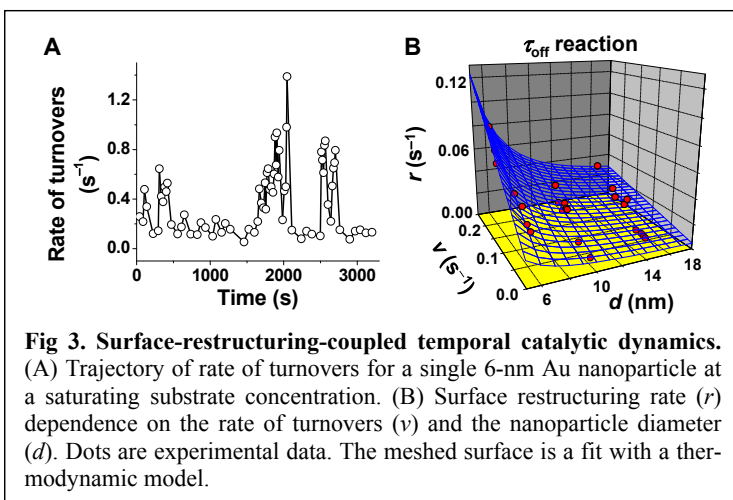 A
Rate of turnovers
(s⁻¹)
1.2
0.8
0.4
0.0
0
1000
2000
3000
Time (s)
B
τoff reaction
0.12
0.06
0.00
r (s⁻¹)
0.2
0.1
0.0
v (s⁻¹)
6
10
14
18
d (nm)
Fig 3. Surface-restructuring-coupled temporal catalytic dynamics.
(A) Trajectory of rate of turnovers for a single 6-nm Au nanoparticle at
a saturating substrate concentration. (B) Surface restructuring rate (r)
dependence on the rate of turnovers (v) and the nanoparticle diameter
(d). Dots are experimental data. The meshed surface is a fit with a ther-
modynamic model.